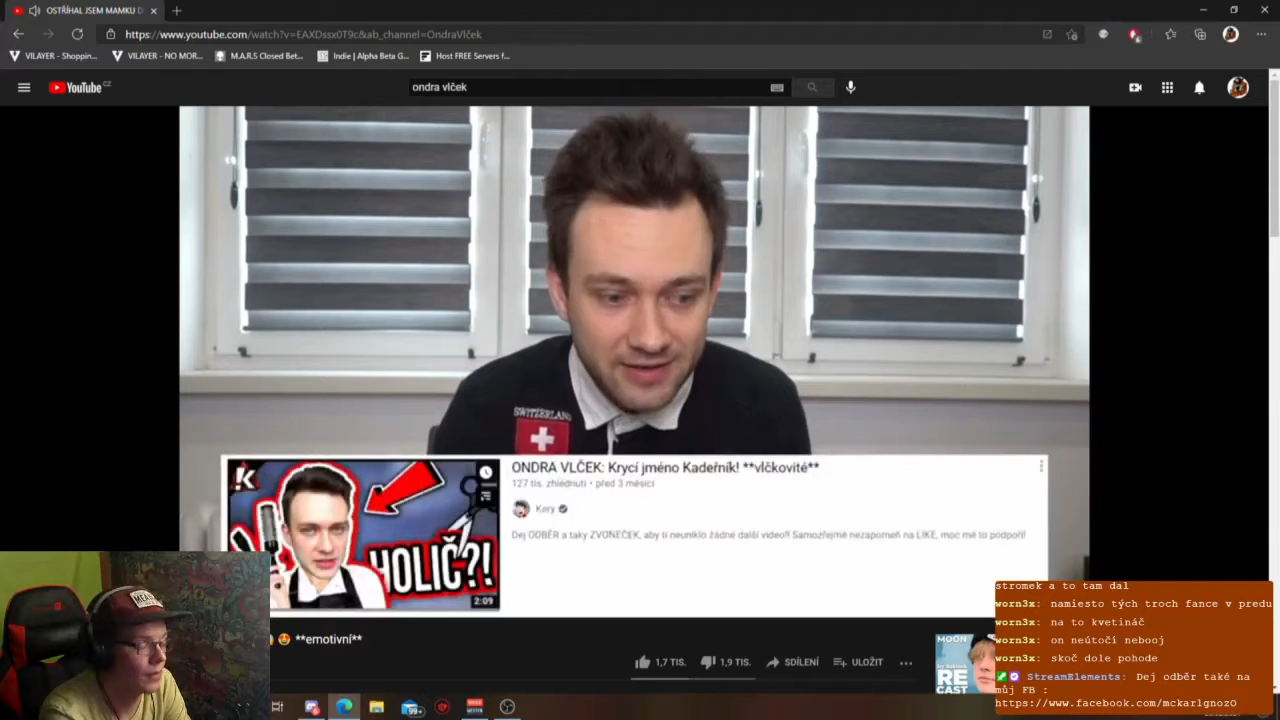 OSTŘÍHAL JSEM MAMKU D
https://www.youtube.com/watch?v=EAXDssx0T9c&ab_channel=OndraVlček
VILAYER - Shoppin...
VILAYER - NO MOR...
M.A.R.S Closed Bet...
Indie | Alpha Beta G...
Host FREE Servers f...
YouTube CZ
ondra vlček
SWITZERLAND
ONDRA VLČEK: Krycí jméno Kadeřník! **vlčkovité**
127 tis. zhlédnutí • před 3 měsíci
Kery
Dej ODBĚR a taky ZVONEČEK, aby ti neuniklo žádné další video!! Samozřejmě nezapomeň na LIKE, moc mě to podpoří!
K
HOLIČ?!
2:09
**emotivní**
1,7 TIS.
1,9 TIS.
SDÍLENÍ
ULOŽIT
MOON
RE
CAST
stromek a to tam dal
worn3x: namiesto tých troch fance v predu
worn3x: na to kvetináč
worn3x: on neútočí nebooj
worn3x: skoč dole pohode
StreamElements: Dej odběr také na
můj FB :
https://www.facebook.com/mckarlgnozO
99+